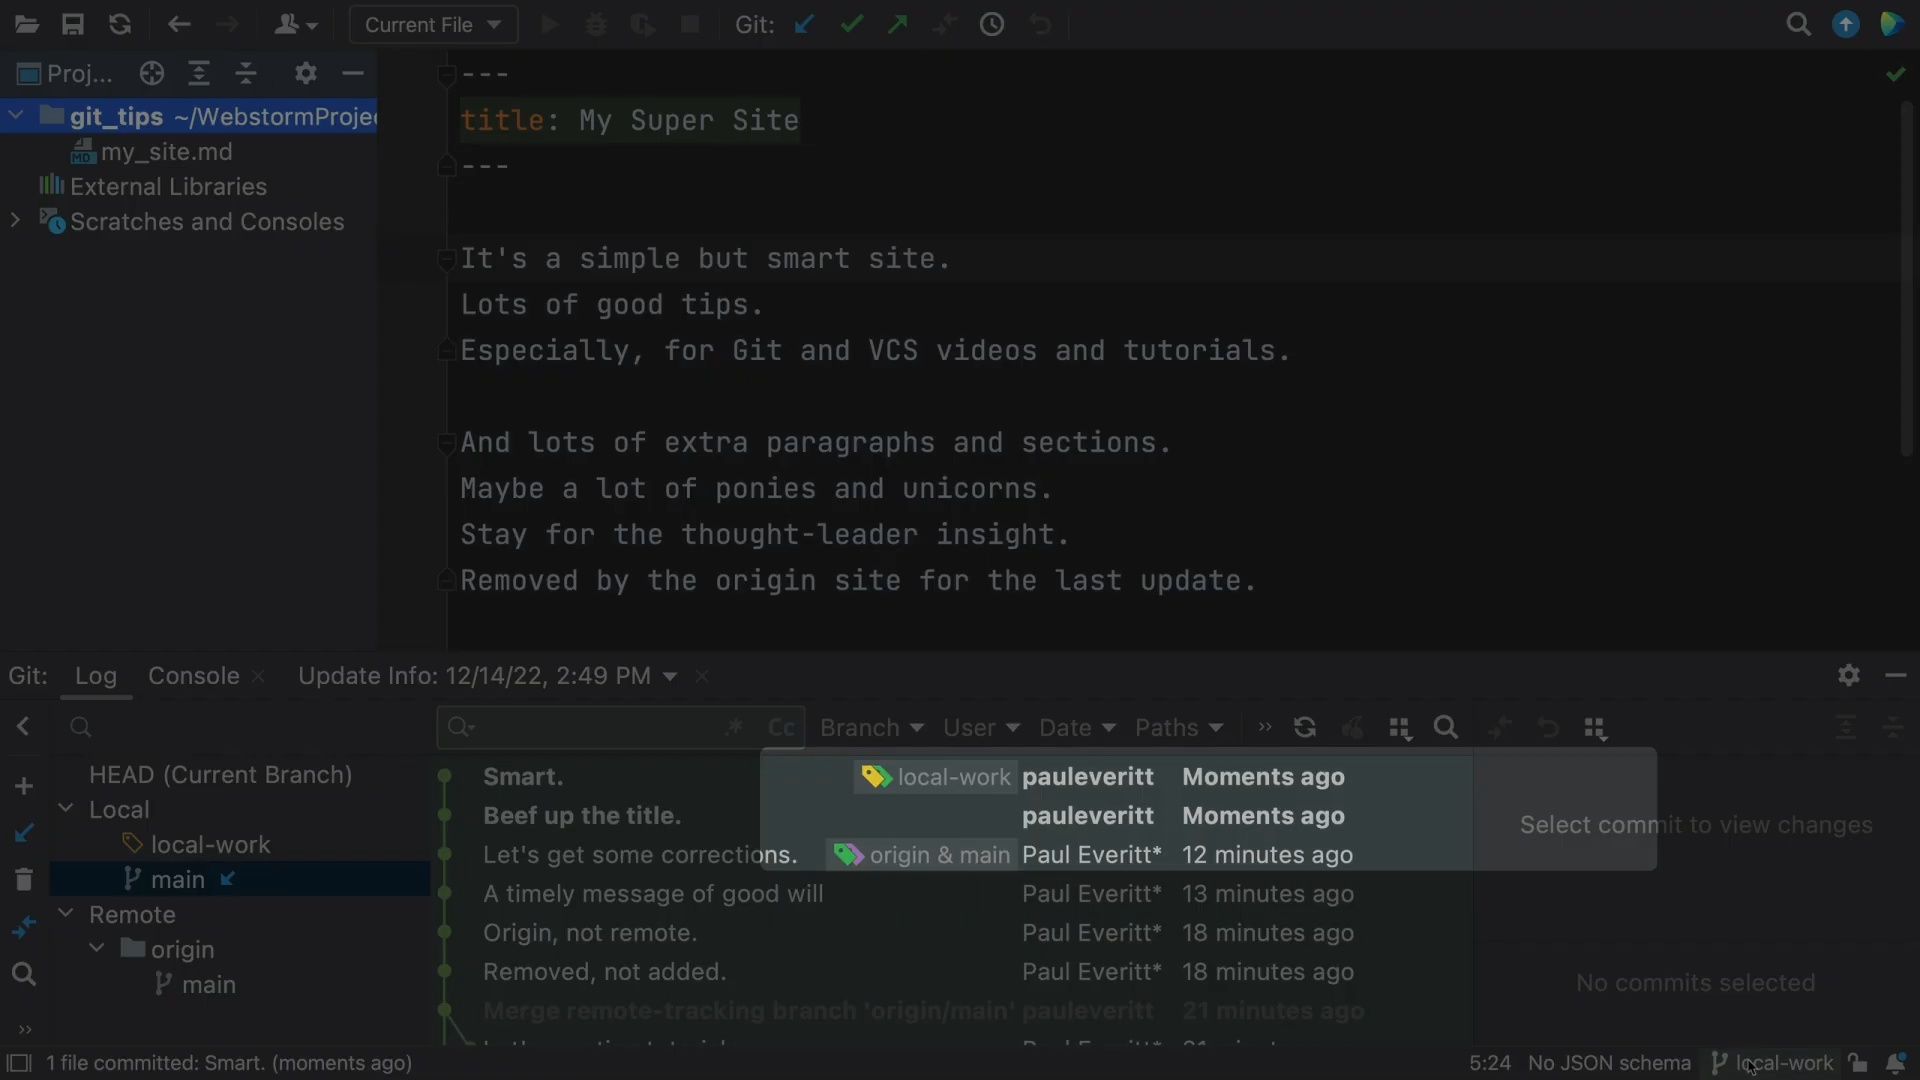 Current File
Git:
Proj...
git_tips ~/WebstormProjec
my_site.md
External Libraries
Scratches and Consoles
---
title: My Super Site
---
It's a simple but smart site.
Lots of good tips.
Especially, for Git and VCS videos and tutorials.
And lots of extra paragraphs and sections.
Maybe a lot of ponies and unicorns.
Stay for the thought-leader insight.
Removed by the origin site for the last update.
Git: Log Console Update Info: 12/14/22, 2:49 PM
.* Cc Branch User Date Paths
HEAD (Current Branch)
Local
local-work
main
Remote
origin
main
Smart. local-work pauleveritt Moments ago
Beef up the title. pauleveritt Moments ago
Let's get some corrections. origin & main Paul Everitt* 12 minutes ago
A timely message of good will Paul Everitt* 13 minutes ago
Origin, not remote. Paul Everitt* 18 minutes ago
Removed, not added. Paul Everitt* 18 minutes ago
Merge remote-tracking branch 'origin/main' pauleveritt 21 minutes ago
Select commit to view changes
No commits selected
1 file committed: Smart. (moments ago)
5:24 No JSON schema local-work